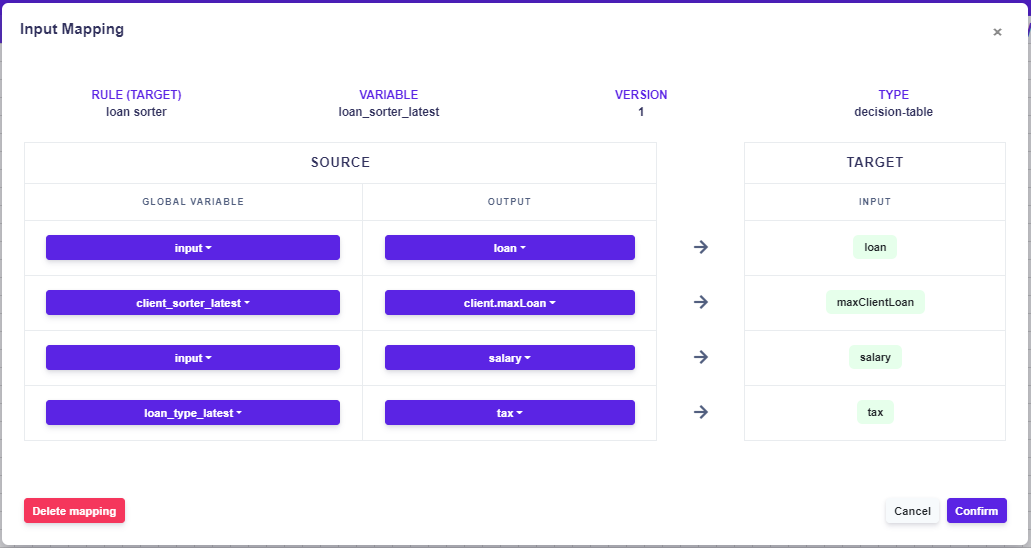 Input Mapping
×
RULE (TARGET) VARIABLE VERSION TYPE
loan sorter loan_sorter_latest 1 decision-table
SOURCE TARGET
GLOBAL VARIABLE OUTPUT INPUT
input loan loan
client_sorter_latest client.maxLoan maxClientLoan
input salary salary
loan_type_latest tax tax
Delete mapping Cancel Confirm